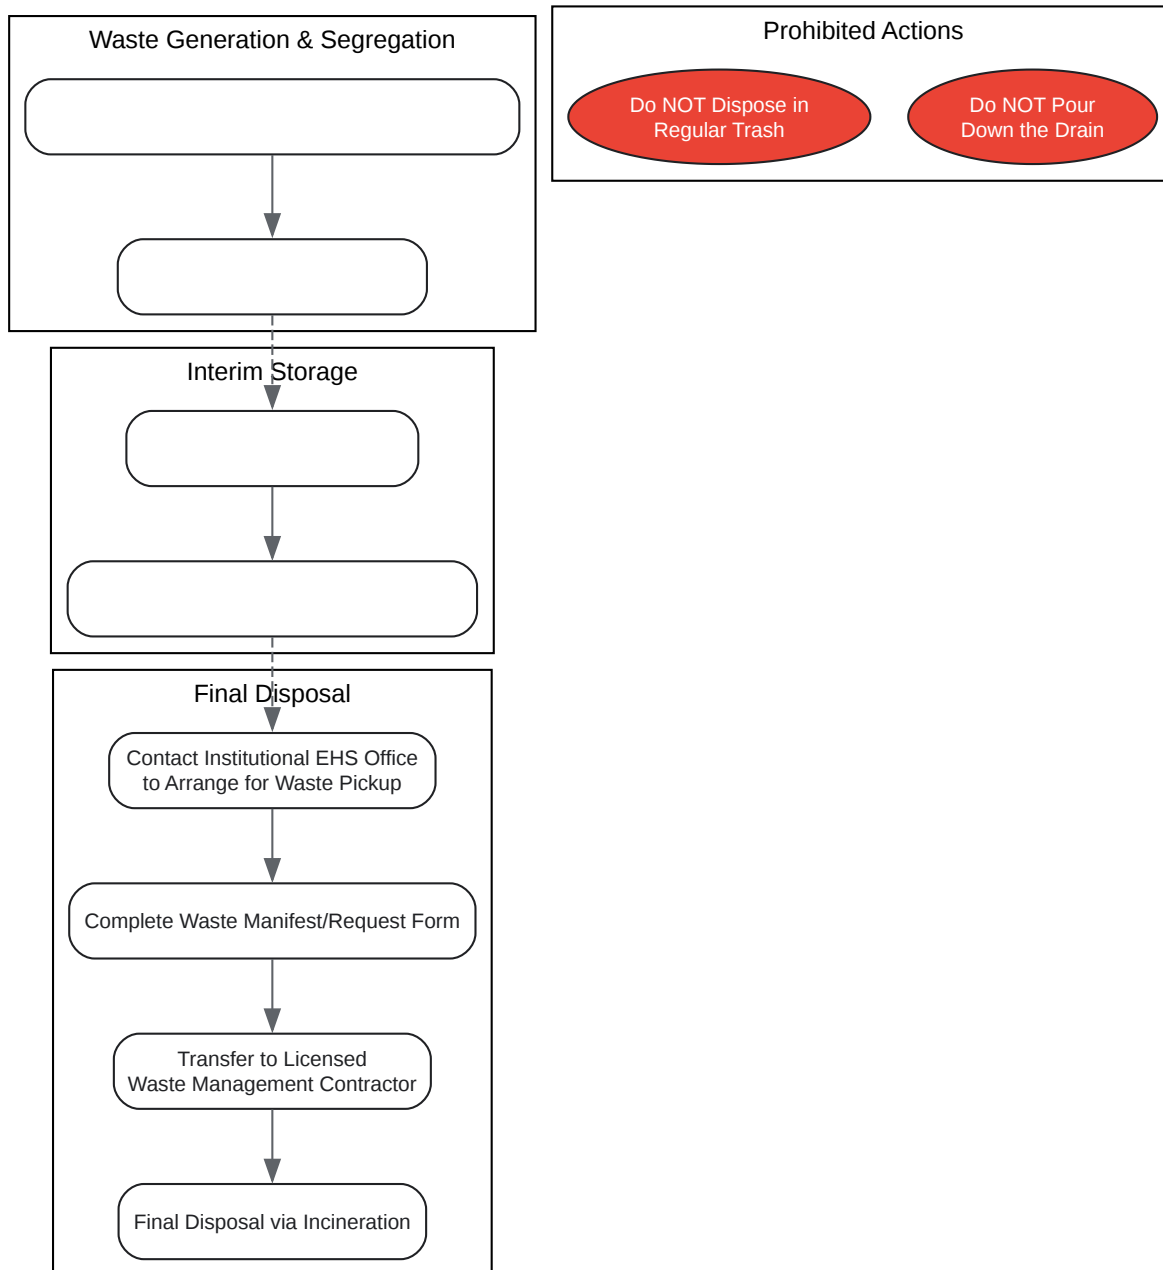 Waste Generation & Segregation
Prohibited Actions
Do NOT Dispose in
Regular Trash
Do NOT Pour
Down the Drain
Interim Storage
Final Disposal
Contact Institutional EHS Office
to Arrange for Waste Pickup
Complete Waste Manifest/Request Form
Transfer to Licensed
Waste Management Contractor
Final Disposal via Incineration